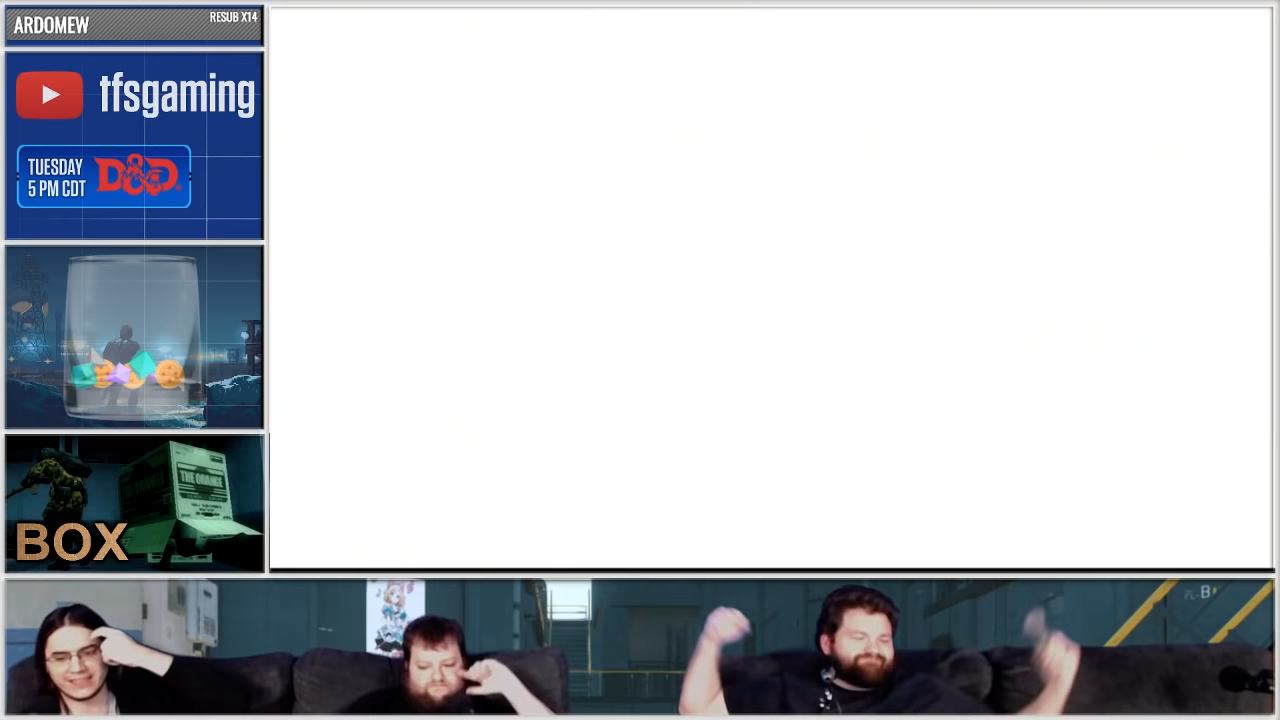 ARDOMEW
RESUB X14
tfsgaming
TUESDAY
5 PM CDT
D&D
THE ORANGE
BOX